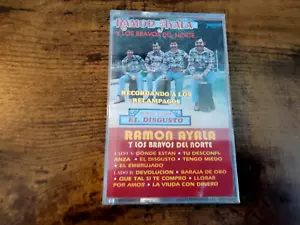 RAMON AYALA
Y LOS BRAVOS DEL NORTE
RECORDANDO A LOS
RELAMPAGOS
EL DISGUSTO
RAMON AYALA
Y LOS BRAVOS DEL NORTE
LADO A: DONDE ESTAN • TU DESCONFI-
ANZA • EL DISGUSTO • TENGO MIEDO
• EL EMBRUJADO
LADO B: DEVOLUCION • BARAJA DE ORO
• QUE TAL SI TE COMPRO • LLORAR
POR AMOR • LA VIUDA CON DINERO